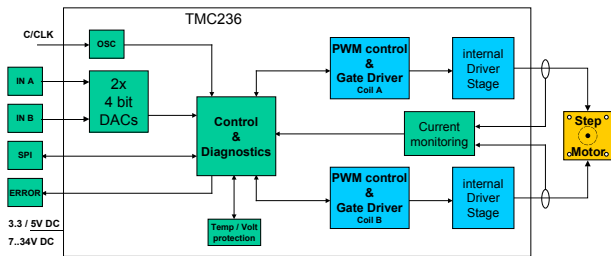 TMC236
C/CLK
OSC
IN A
IN B
SPI
ERROR
3.3 / 5V DC
7..34V DC
2x
4 bit
DACs
Control
&
Diagnostics
Temp / Volt
protection
PWM control
&
Gate Driver
Coil A
internal
Driver
Stage
Current
monitoring
PWM control
&
Gate Driver
Coil B
internal
Driver
Stage
Step
Motor